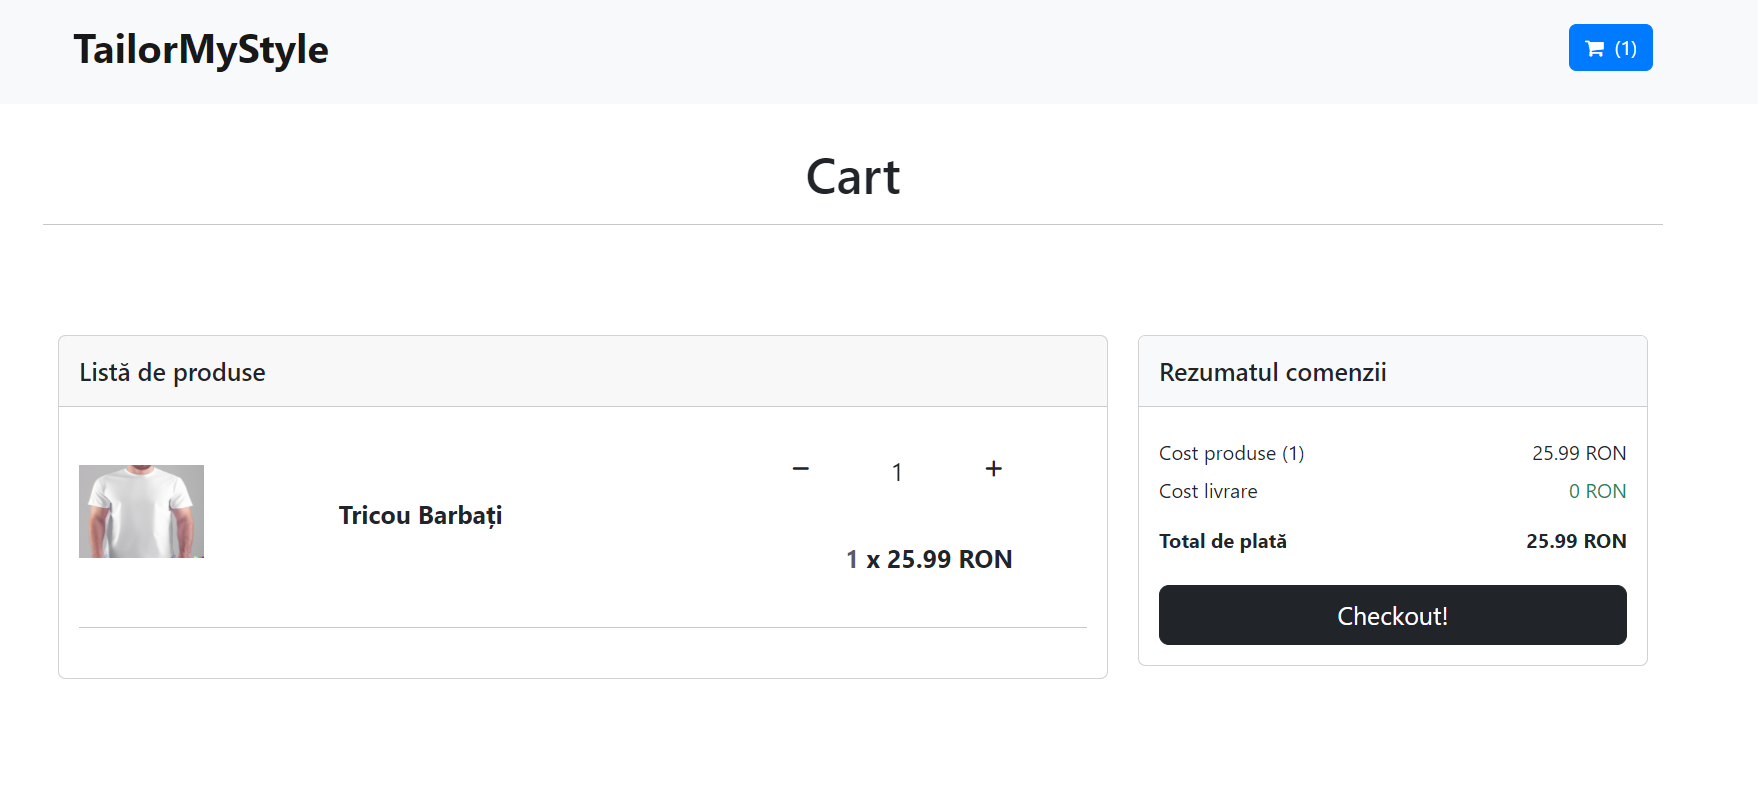 TailorMyStyle
(1)
Cart
Listă de produse
Tricou Barbați
− 1 +
1 x 25.99 RON
Rezumatul comenzii
Cost produse (1) 25.99 RON
Cost livrare 0 RON
Total de plată 25.99 RON
Checkout!